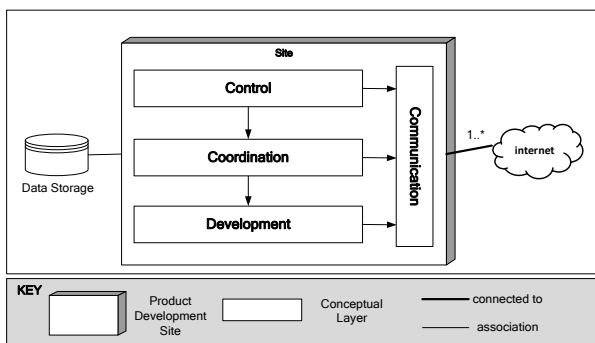 Site
Control
Coordination
Development
Communication
Data Storage
1..*
internet
KEY
Product
Development
Site
Conceptual
Layer
connected to
association